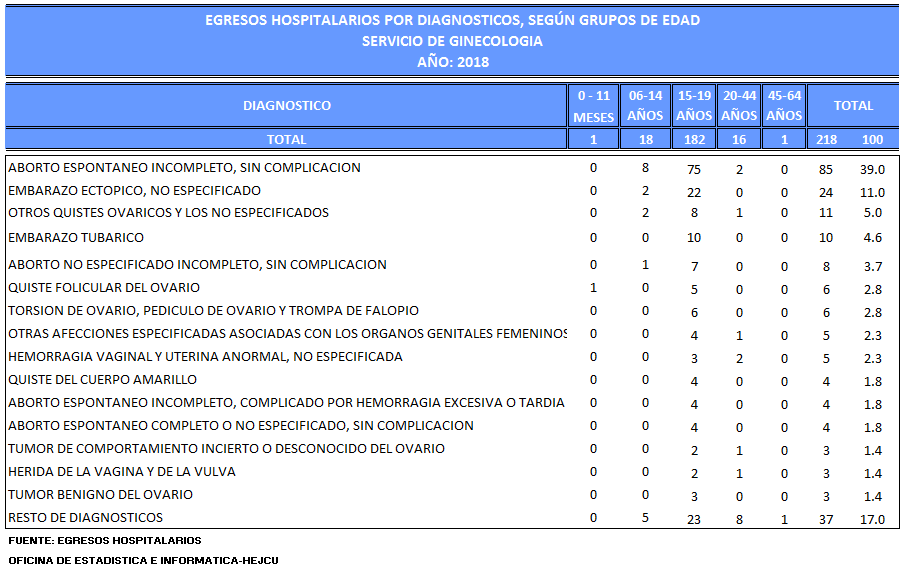 EGRESOS HOSPITALARIOS POR DIAGNOSTICOS, SEGÚN GRUPOS DE EDAD
SERVICIO DE GINECOLOGIA
AÑO: 2018
DIAGNOSTICO 0 - 11 MESES 06-14 AÑOS 15-19 AÑOS 20-44 AÑOS 45-64 AÑOS TOTAL
TOTAL 1 18 182 16 1 218 100
ABORTO ESPONTANEO INCOMPLETO, SIN COMPLICACION 0 8 75 2 0 85 39.0
EMBARAZO ECTOPICO, NO ESPECIFICADO 0 2 22 0 0 24 11.0
OTROS QUISTES OVARICOS Y LOS NO ESPECIFICADOS 0 2 8 1 0 11 5.0
EMBARAZO TUBARICO 0 0 10 0 0 10 4.6
ABORTO NO ESPECIFICADO INCOMPLETO, SIN COMPLICACION 0 1 7 0 0 8 3.7
QUISTE FOLICULAR DEL OVARIO 1 0 5 0 0 6 2.8
TORSION DE OVARIO, PEDICULO DE OVARIO Y TROMPA DE FALOPIO 0 0 6 0 0 6 2.8
OTRAS AFECCIONES ESPECIFICADAS ASOCIADAS CON LOS ORGANOS GENITALES FEMENINOS 0 0 4 1 0 5 2.3
HEMORRAGIA VAGINAL Y UTERINA ANORMAL, NO ESPECIFICADA 0 0 3 2 0 5 2.3
QUISTE DEL CUERPO AMARILLO 0 0 4 0 0 4 1.8
ABORTO ESPONTANEO INCOMPLETO, COMPLICADO POR HEMORRAGIA EXCESIVA O TARDIA 0 0 4 0 0 4 1.8
ABORTO ESPONTANEO COMPLETO O NO ESPECIFICADO, SIN COMPLICACION 0 0 4 0 0 4 1.8
TUMOR DE COMPORTAMIENTO INCIERTO O DESCONOCIDO DEL OVARIO 0 0 2 1 0 3 1.4
HERIDA DE LA VAGINA Y DE LA VULVA 0 0 2 1 0 3 1.4
TUMOR BENIGNO DEL OVARIO 0 0 3 0 0 3 1.4
RESTO DE DIAGNOSTICOS 0 5 23 8 1 37 17.0
FUENTE: EGRESOS HOSPITALARIOS
OFICINA DE ESTADISTICA E INFORMATICA-HEJCU